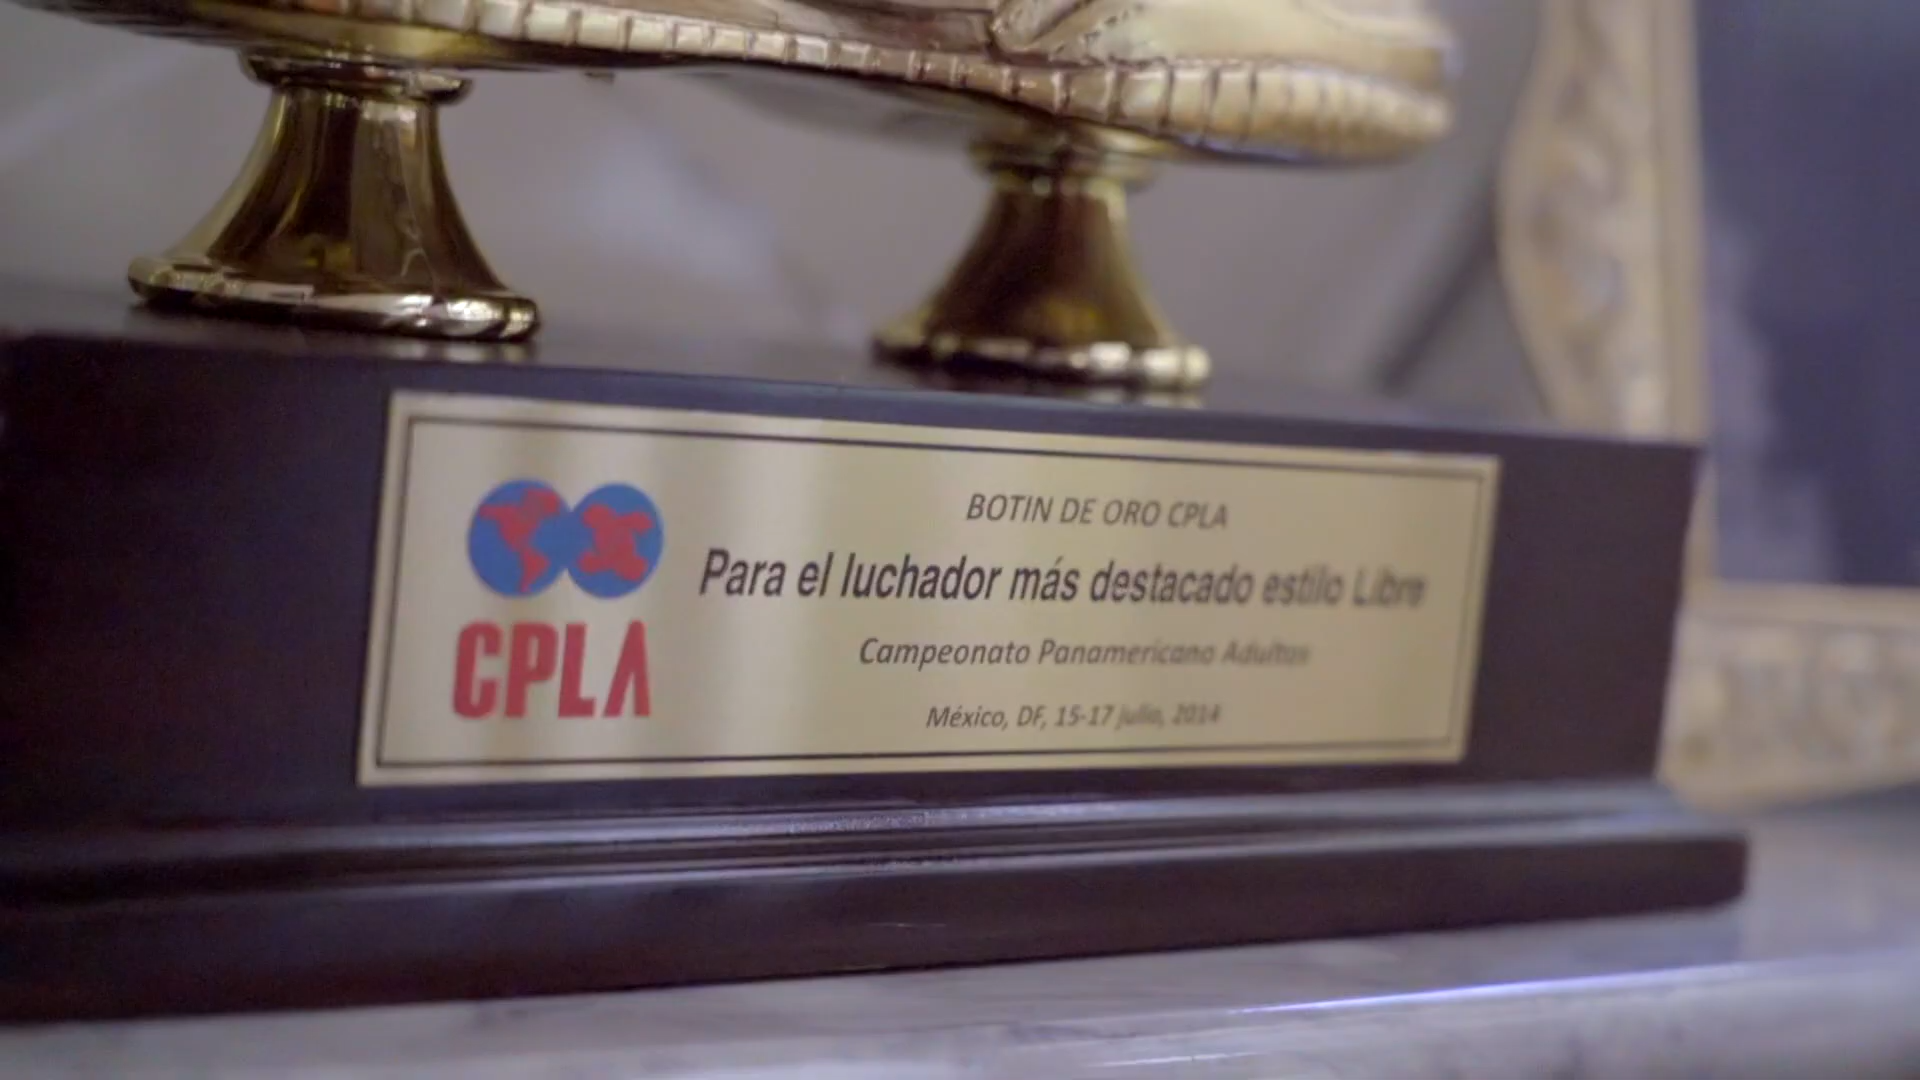 BOTIN DE ORO CPLA
Para el luchador más destacado estilo Libre
Campeonato Panamericano Adultos
México, DF, 15-17 julio, 2014
CPLA